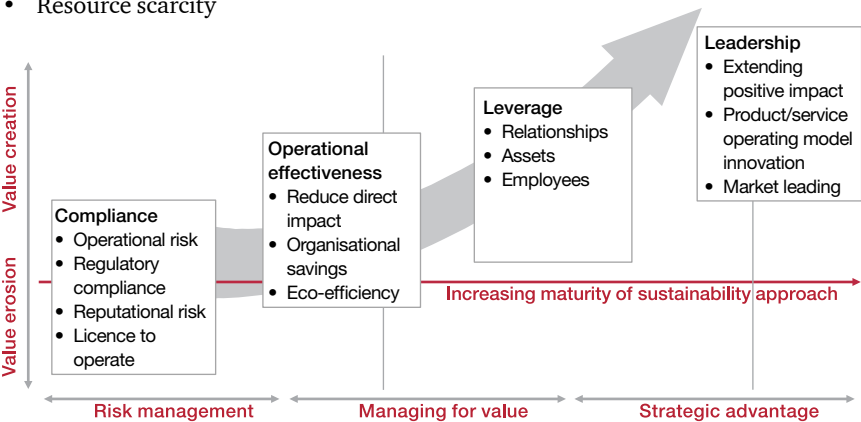 • Resource scarcity
Value creation
Value erosion
Compliance
• Operational risk
• Regulatory
compliance
• Reputational risk
• Licence to
operate
Operational
effectiveness
• Reduce direct
impact
• Organisational
savings
• Eco-efficiency
Leverage
• Relationships
• Assets
• Employees
Leadership
• Extending
positive impact
• Product/service
operating model
innovation
• Market leading
Increasing maturity of sustainability approach
Risk management
Managing for value
Strategic advantage